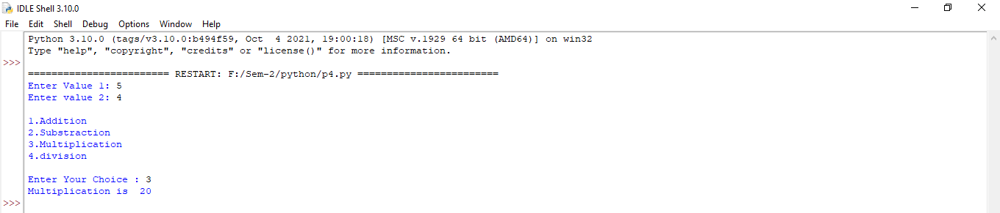 IDLE Shell 3.10.0
File Edit Shell Debug Options Window Help
Python 3.10.0 (tags/v3.10.0:b494f59, Oct  4 2021, 19:00:18) [MSC v.1929 64 bit (AMD64)] on win32
Type "help", "copyright", "credits" or "license()" for more information.
>>>
======================== RESTART: F:/Sem-2/python/p4.py ========================
Enter Value 1: 5
Enter value 2: 4
1.Addition
2.Substraction
3.Multiplication
4.division
Enter Your Choice : 3
Multiplication is  20
>>>